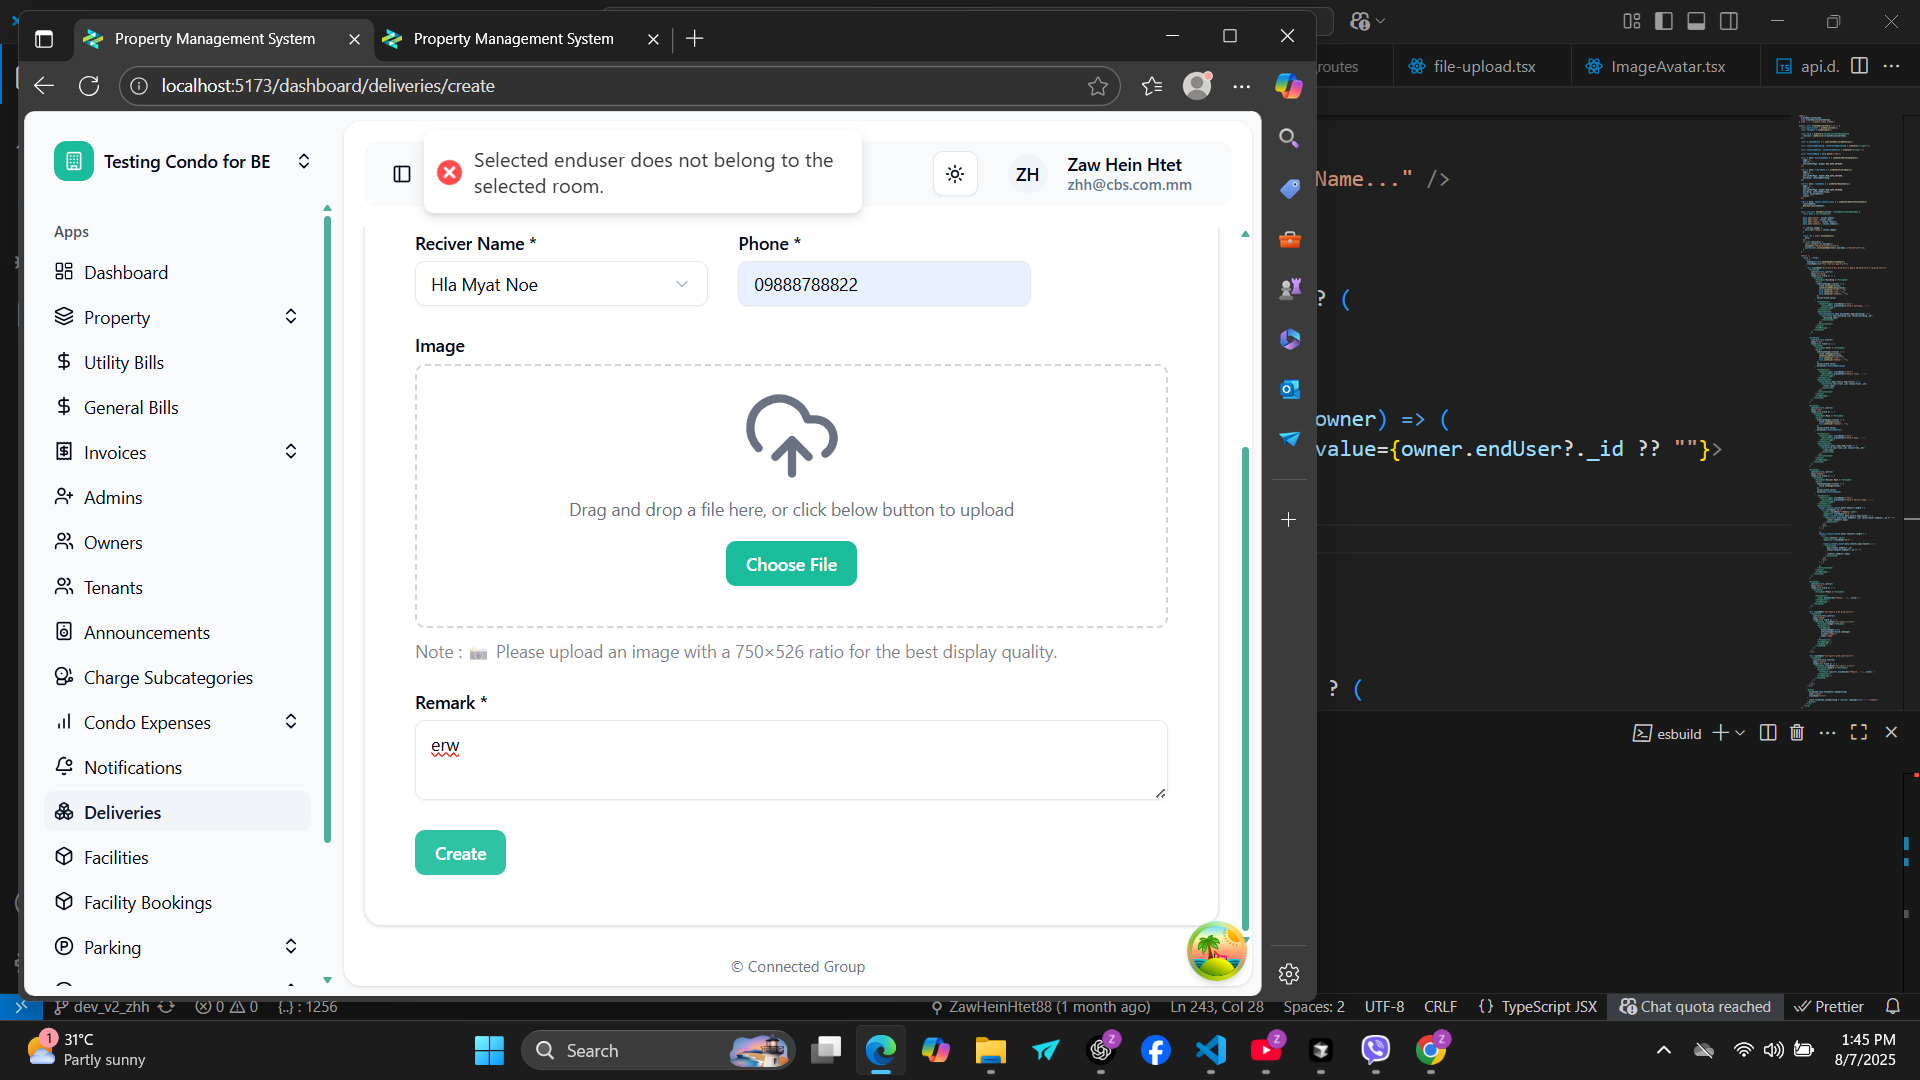 Property Management System
Property Management System
localhost:5173/dashboard/deliveries/create
routes
file-upload.tsx
ImageAvatar.tsx
api.d.
Testing Condo for BE
Selected enduser does not belong to the
selected room.
ZH
Zaw Hein Htet
zhh@cbs.com.mm
Apps
Dashboard
Property
Utility Bills
General Bills
Invoices
Admins
Owners
Tenants
Announcements
Charge Subcategories
Condo Expenses
Notifications
Deliveries
Facilities
Facility Bookings
Parking
Reciver Name *
Phone *
Hla Myat Noe
09888788822
Image
Drag and drop a file here, or click below button to upload
Choose File
Note : 📸 Please upload an image with a 750×526 ratio for the best display quality.
Remark *
erw
Create
© Connected Group
Name..." />
? (
owner) => (
value={owner.endUser?._id ?? ""}>
? (
esbuild
dev_v2_zhh
0
0
{..} : 1256
ZawHeinHtet88 (1 month ago)
Ln 243, Col 28
Spaces: 2
UTF-8
CRLF
{} TypeScript JSX
Chat quota reached
Prettier
1
31°C
Partly sunny
Search
Z
Z
Z
Z
1:45 PM
8/7/2025